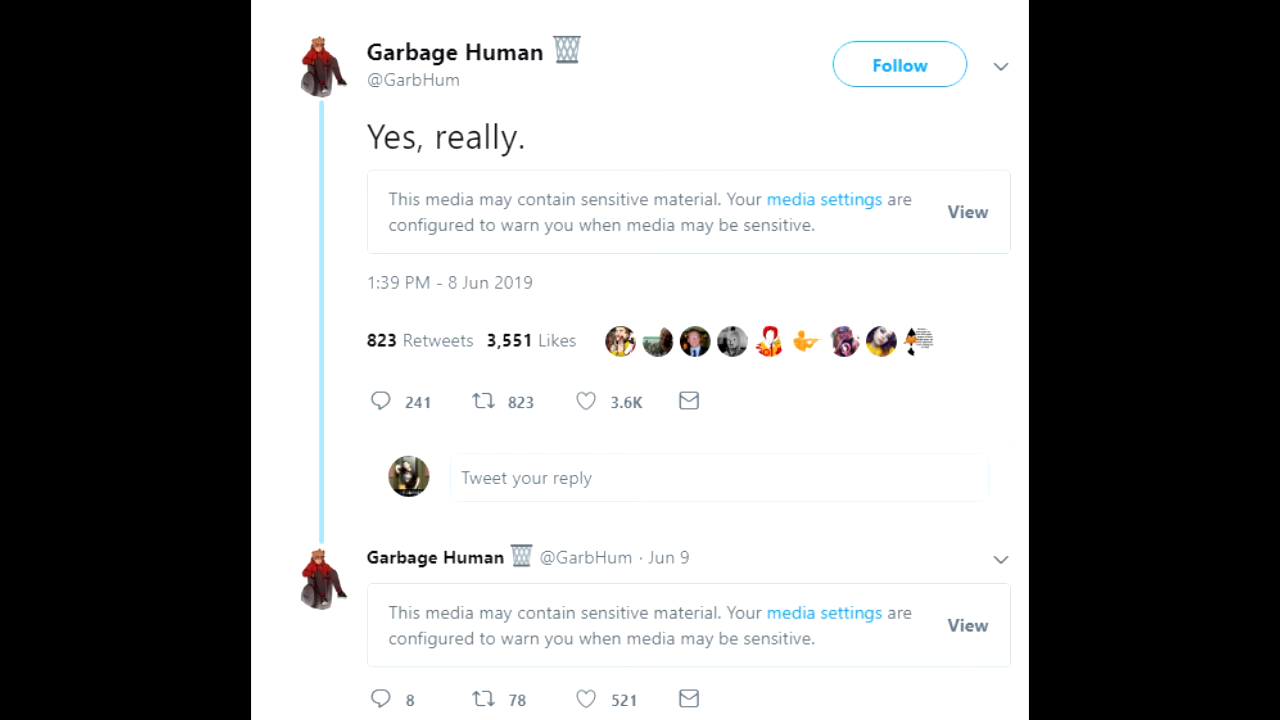 Garbage Human 🗑
@GarbHum
Follow
Yes, really.
This media may contain sensitive material. Your media settings are
configured to warn you when media may be sensitive.
View
1:39 PM - 8 Jun 2019
823 Retweets 3,551 Likes
241 823 3.6K
Tweet your reply
Garbage Human 🗑 @GarbHum · Jun 9
This media may contain sensitive material. Your media settings are
configured to warn you when media may be sensitive.
View
8 78 521